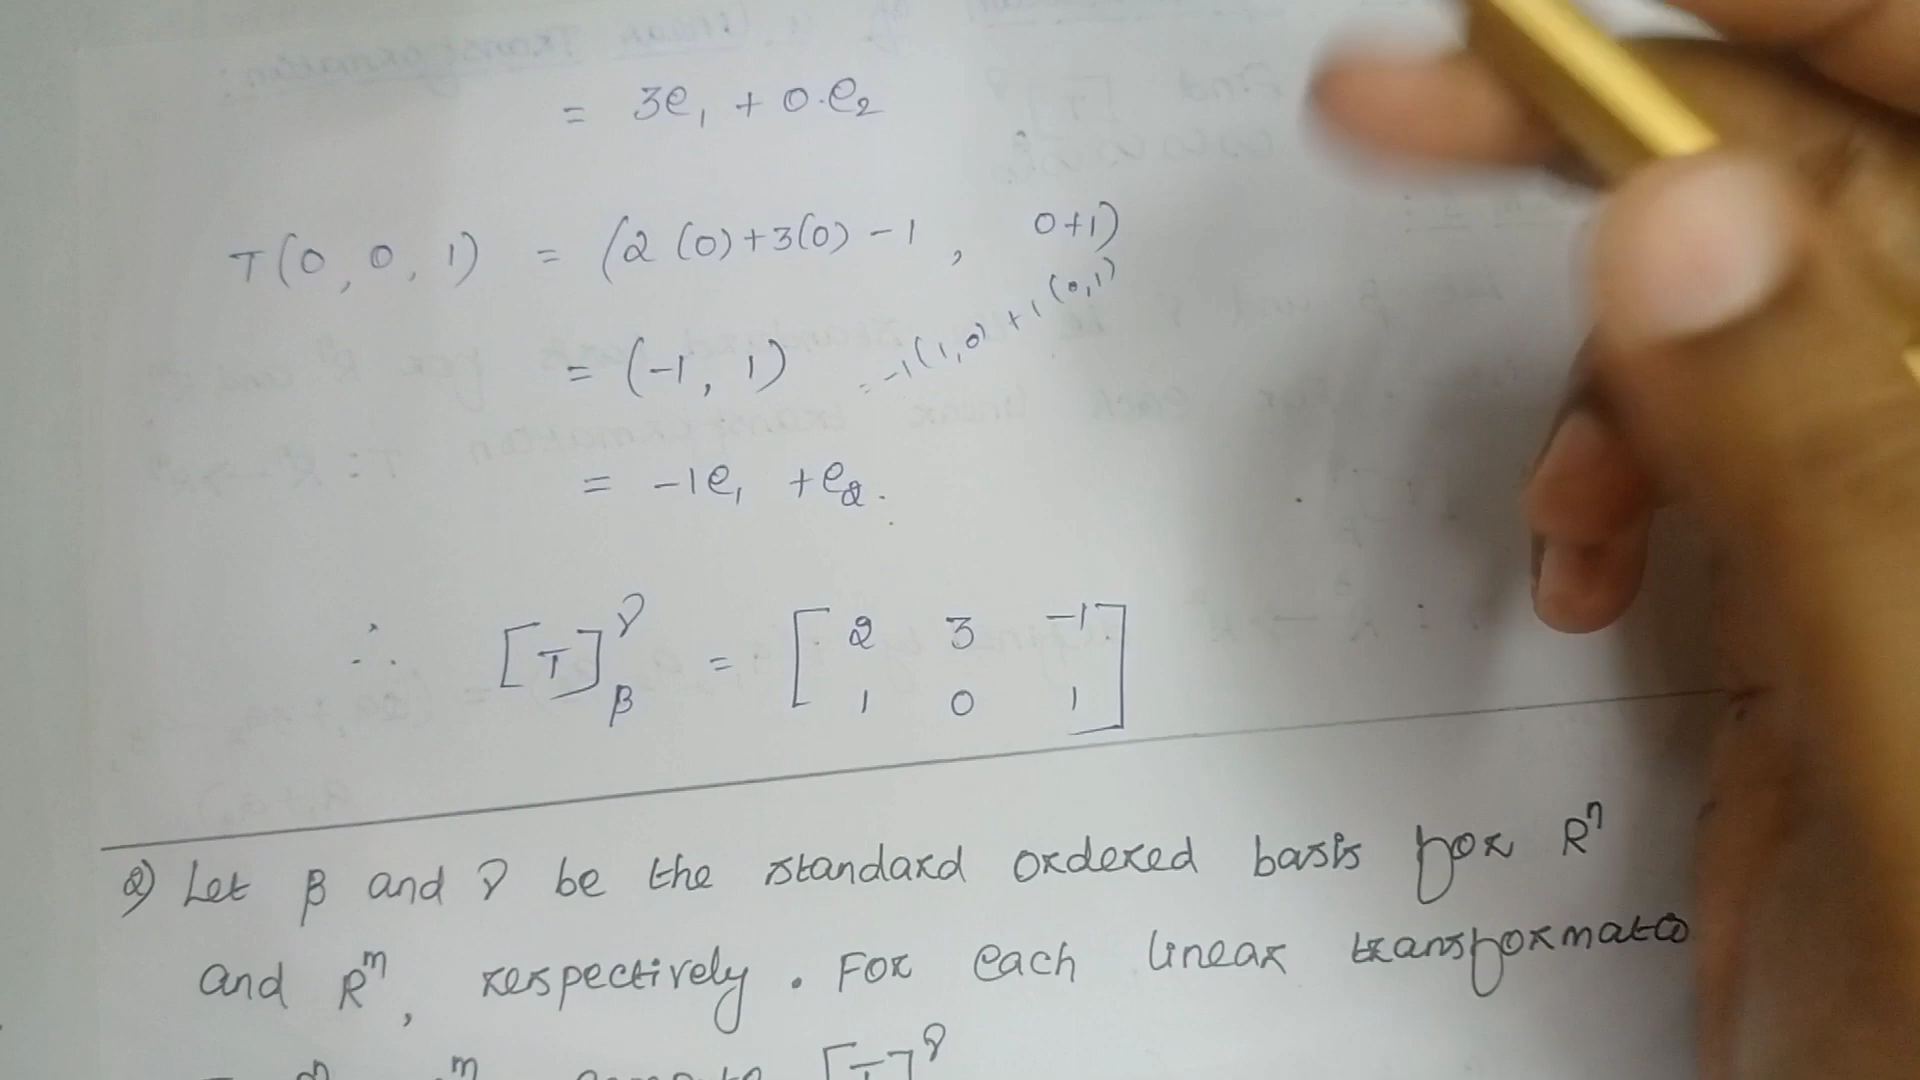 = 3e₁ + 0.e₂
T(0, 0, 1) = (2(0)+3(0) -1, 0+1)
= (-1, 1) = -1(1,0) + 1(0,1)
= -1e₁ + e₂.
∴ [T]ᵞ_β = [2 3 -1
1 0 1]
2) Let β and γ be the standard ordered basis for Rⁿ
and Rᵐ, respectively. For each linear